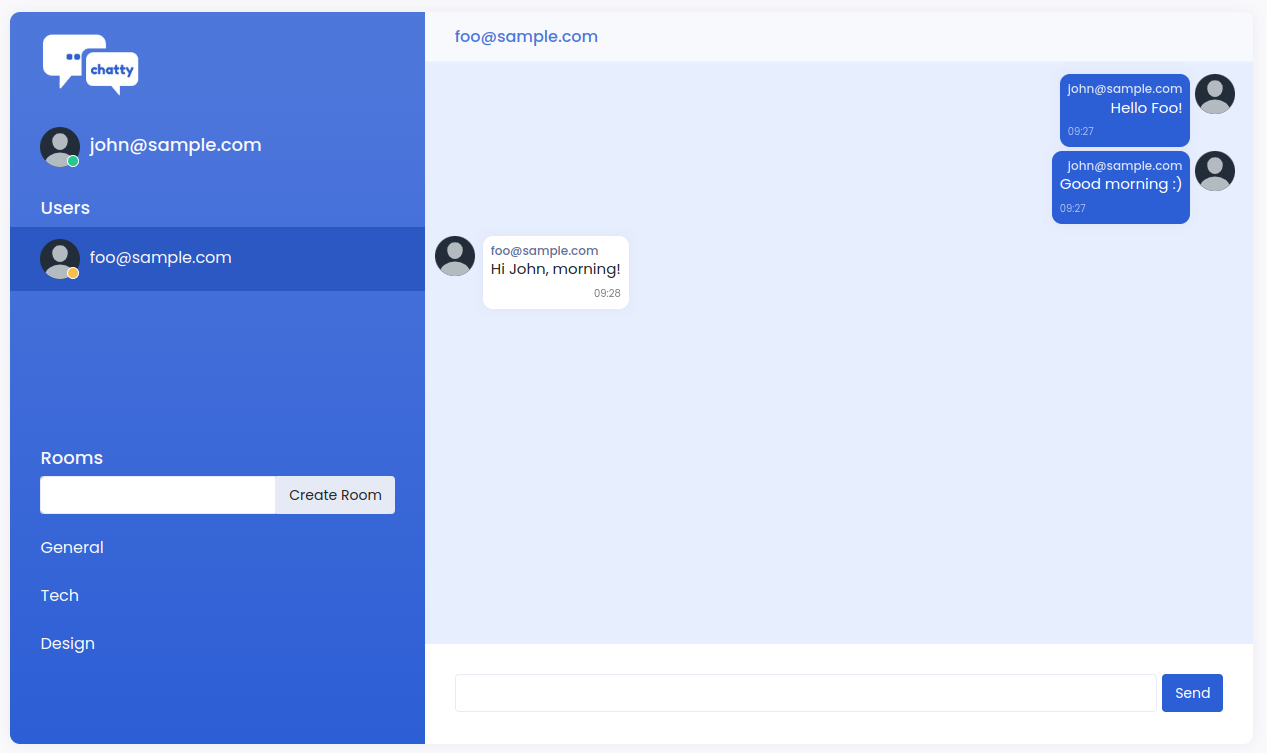 chatty
john@sample.com
Users
foo@sample.com
Rooms
Create Room
General
Tech
Design
foo@sample.com
john@sample.com
Hello Foo!
09:27
john@sample.com
Good morning :)
09:27
foo@sample.com
Hi John, morning!
09:28
Send